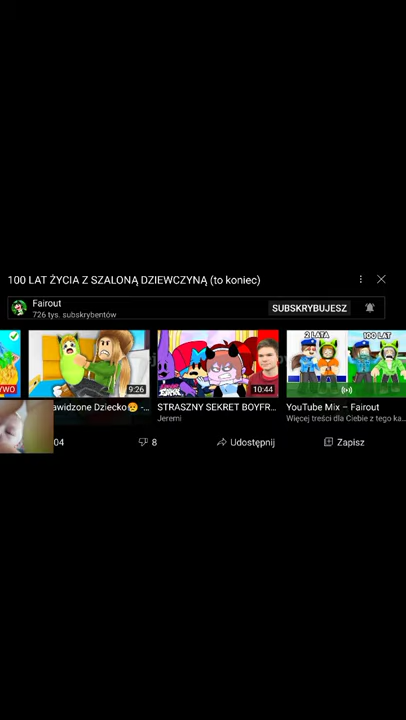 100 LAT ŻYCIA Z SZALONĄ DZIEWCZYNĄ (to koniec)
Fairout
726 tys. subskrybentów
SUBSKRYBUJESZ
2 LATA
100 LAT
9:26
10:44
Dziecko🤨 -...
STRASZNY SEKRET BOYFR...
YouTube Mix – Fairout
Jeremi
Więcej treści dla Ciebie z tego ka...
04
8
Udostępnij
Zapisz